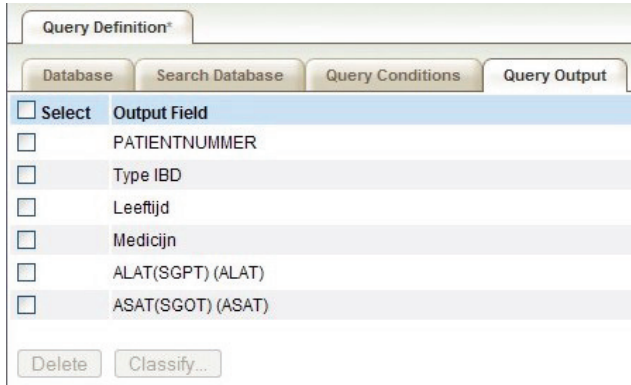 Query Definition*
Database Search Database Query Conditions Query Output
Select Output Field
PATIENTNUMMER
Type IBD
Leeftijd
Medicijn
ALAT(SGPT) (ALAT)
ASAT(SGOT) (ASAT)
Delete Classify...